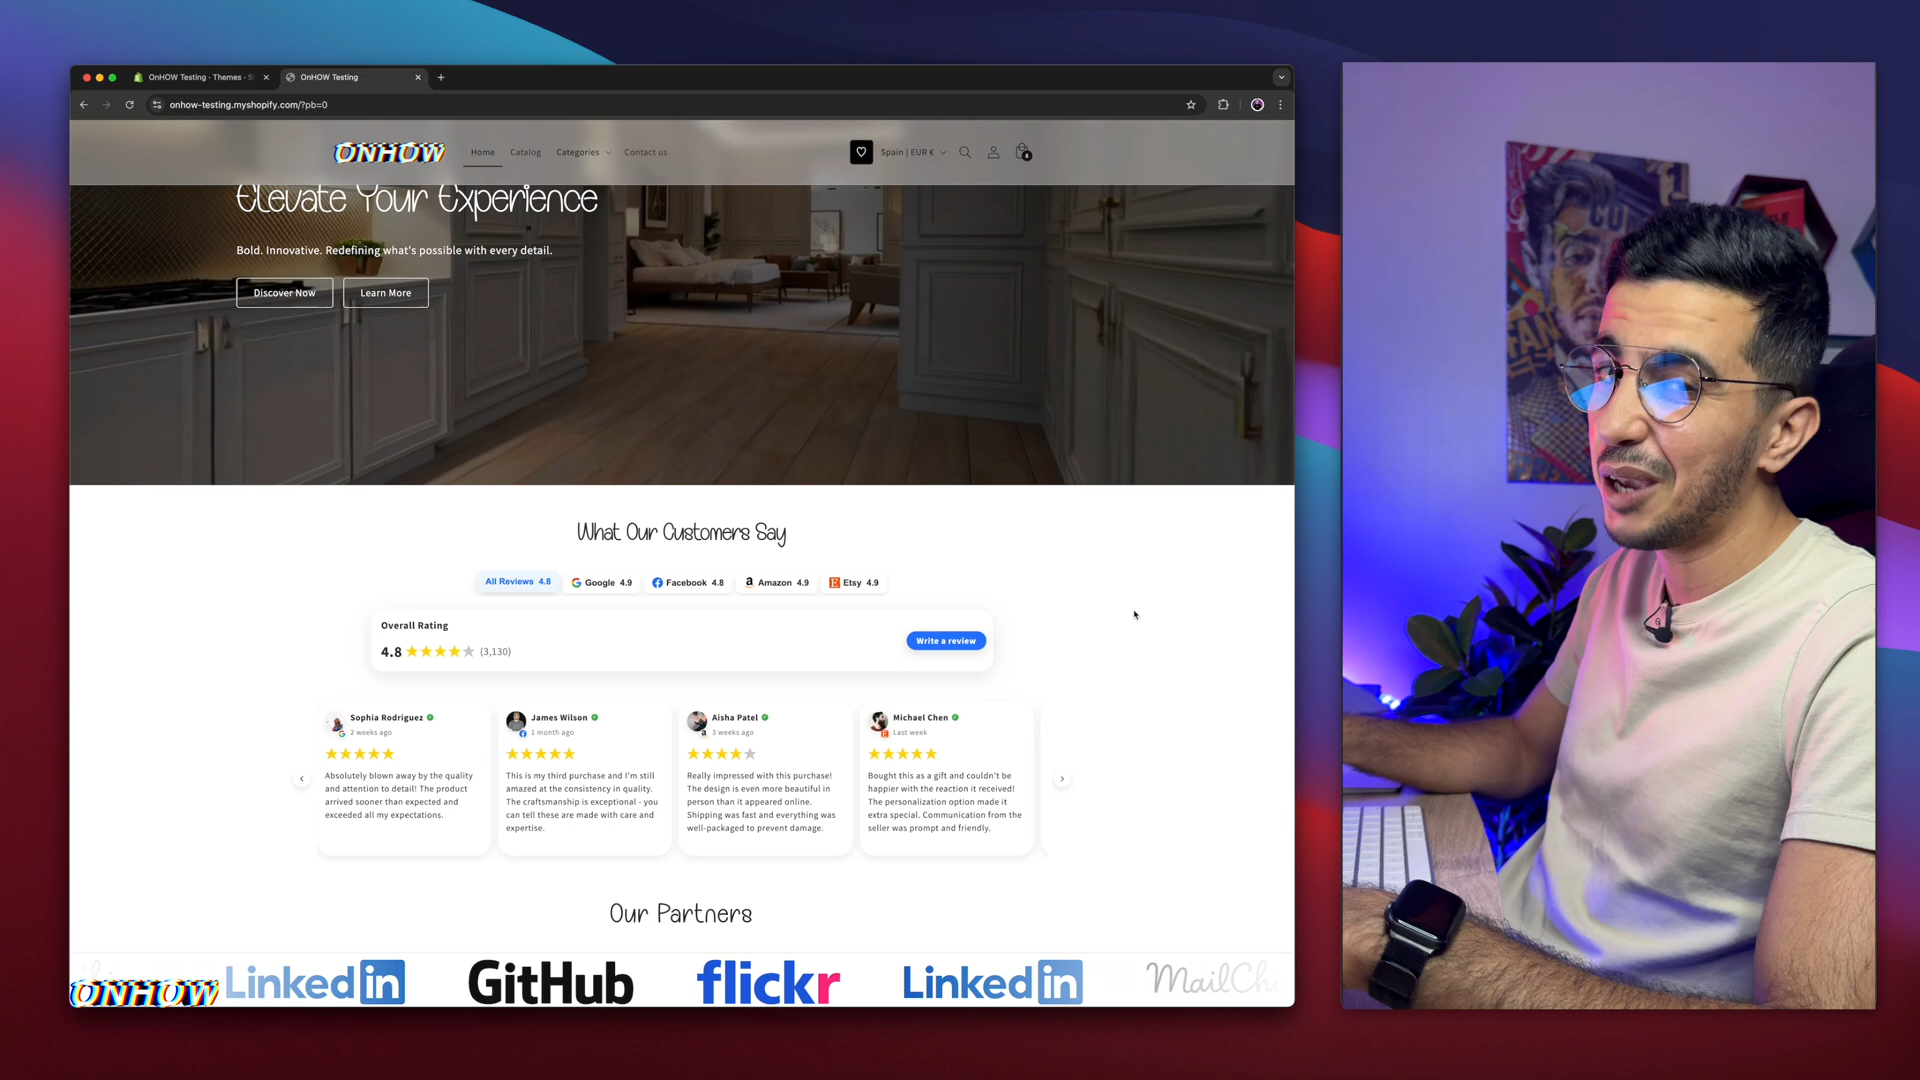 OnHOW Testing · Themes · S
OnHOW Testing
onhow-testing.myshopify.com/?pb=0
ONHOW
Home
Catalog
Categories
Contact us
Spain | EUR €
Elevate Your Experience
Bold. Innovative. Redefining what's possible with every detail.
Discover Now
Learn More
What Our Customers Say
All Reviews 4.8
Google 4.9
Facebook 4.8
Amazon 4.9
Etsy 4.9
Overall Rating
4.8
(3,130)
Write a review
Sophia Rodriguez
2 weeks ago
Absolutely blown away by the quality
and attention to detail! The product
arrived sooner than expected and
exceeded all my expectations.
James Wilson
1 month ago
This is my third purchase and I'm still
amazed at the consistency in quality.
The craftsmanship is exceptional - you
can tell these are made with care and
expertise.
Aisha Patel
3 weeks ago
Really impressed with this purchase!
The design is even more beautiful in
person than it appeared online.
Shipping was fast and everything was
well-packaged to prevent damage.
Michael Chen
Last week
Bought this as a gift and couldn't be
happier with the reaction it received!
The personalization option made it
extra special. Communication from the
seller was prompt and friendly.
Our Partners
ONHOW
Linkedin
GitHub
flickr
Linkedin
MailChi